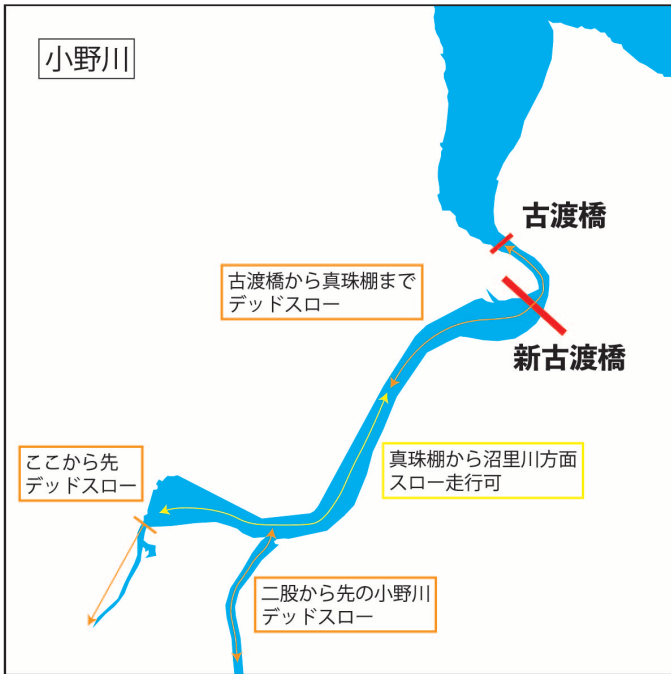 小野川
古渡橋
古渡橋から真珠棚まで
デッドスロー
新古渡橋
ここから先
デッドスロー
真珠棚から沼里川方面
スロー走行可
二股から先の小野川
デッドスロー